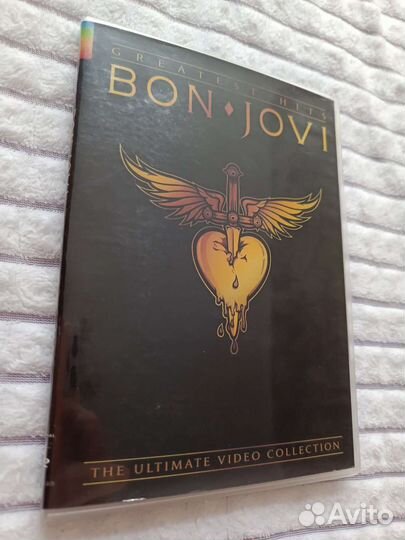 GREATEST HITS
BON JOVI
THE ULTIMATE VIDEO COLLECTION
Avito